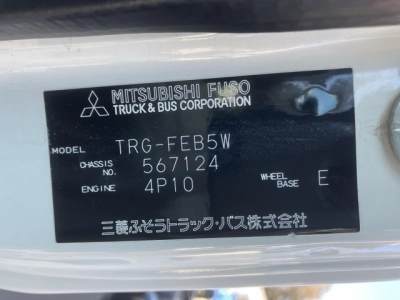 MITSUBISHI FUSO
TRUCK & BUS CORPORATION
MODEL TRG-FEB5W
CHASSIS NO. 567124
ENGINE 4P10 WHEEL BASE E
三菱ふそうトラック・バス株式会社